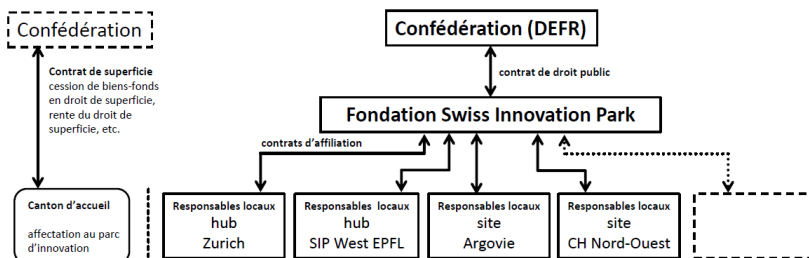 Confédération
Contrat de superficie
cession de biens-fonds
en droit de superficie,
rente du droit de
superficie, etc.
Canton d'accueil
affectation au parc
d'innovation
Confédération (DEFR)
contrat de droit public
Fondation Swiss Innovation Park
contrats d'affiliation
Responsables locaux
hub
Zurich
Responsables locaux
hub
SIP West EPFL
Responsables locaux
site
Argovie
Responsables locaux
site
CH Nord-Ouest